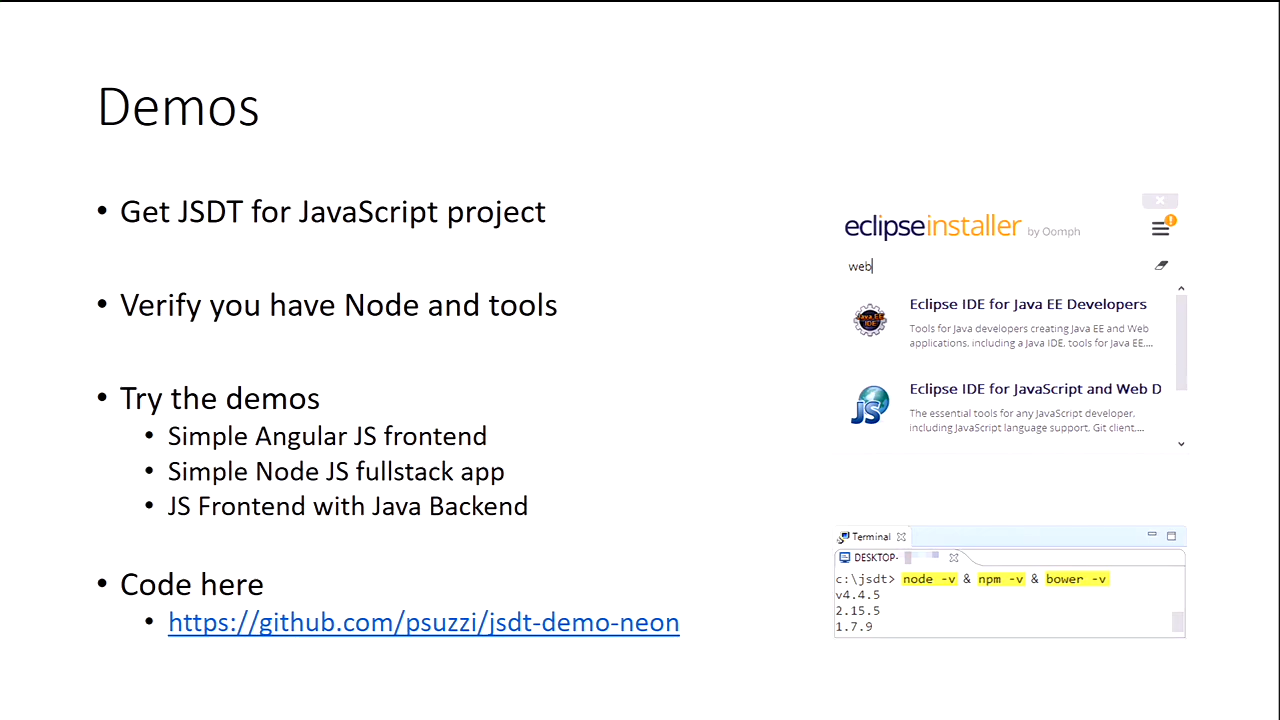 Demos
• Get JSDT for JavaScript project
• Verify you have Node and tools
• Try the demos
• Simple Angular JS frontend
• Simple Node JS fullstack app
• JS Frontend with Java Backend
• Code here
• https://github.com/psuzzi/jsdt-demo-neon
eclipseinstaller by Oomph
web
Java EE
IDE
Eclipse IDE for Java EE Developers
Tools for Java developers creating Java EE and Web
applications, including a Java IDE, tools for Java EE,...
JS
Eclipse IDE for JavaScript and Web D
The essential tools for any JavaScript developer,
including JavaScript language support, Git client,...
Terminal
DESKTOP-
c:\jsdt> node -v & npm -v & bower -v
v4.4.5
2.15.5
1.7.9